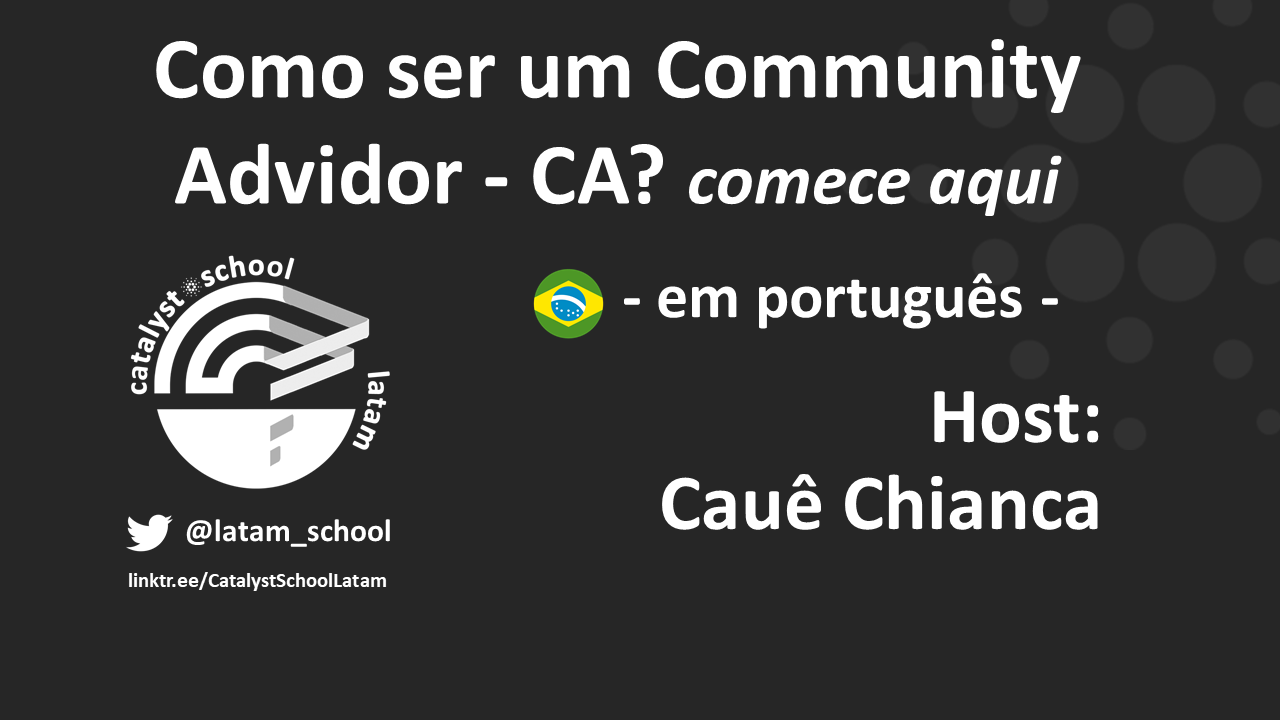 Como ser um Community
Advidor - CA? comece aqui
catalyst school
latam
- em português -
Host:
Cauê Chianca
@latam_school
linktr.ee/CatalystSchoolLatam